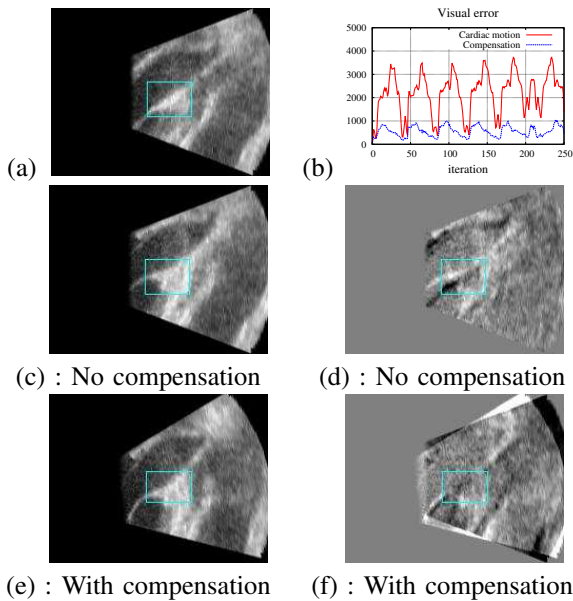 Visual error
5000
Cardiac motion
Compensation
4000
3000
2000
1000
0
0 50 100 150 200 250
iteration
(a)
(b)
(c) : No compensation
(d) : No compensation
(e) : With compensation
(f) : With compensation